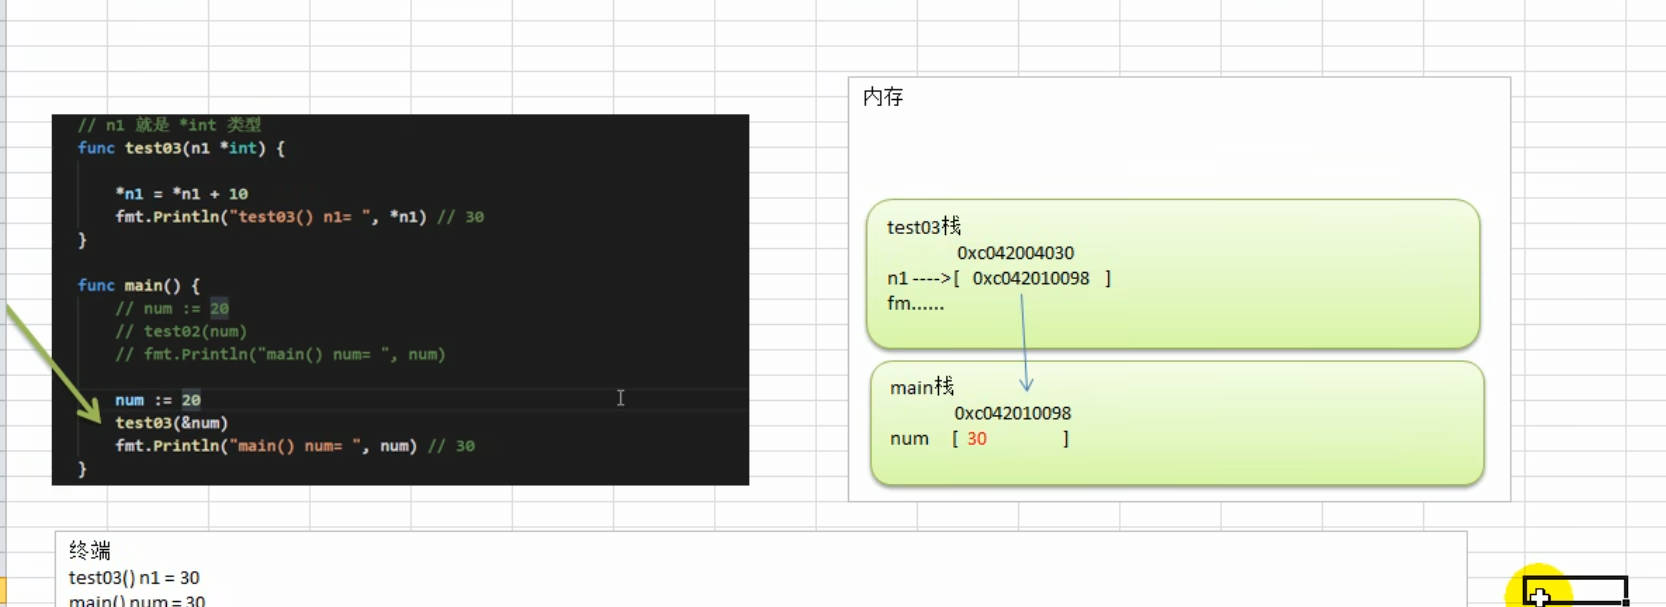 // n1 就是 *int 类型
func test03(n1 *int) {
*n1 = *n1 + 10
fmt.Println("test03() n1= ", *n1) // 30
}
func main() {
// num := 20
// test02(num)
// fmt.Println("main() num= ", num)
num := 20
test03(&num)
fmt.Println("main() num= ", num) // 30
}
内存
test03栈
0xc042004030
n1 ---->[ 0xc042010098 ]
fm......
main栈
0xc042010098
num [ 30 ]
终端
test03() n1 = 30
main() num = 30